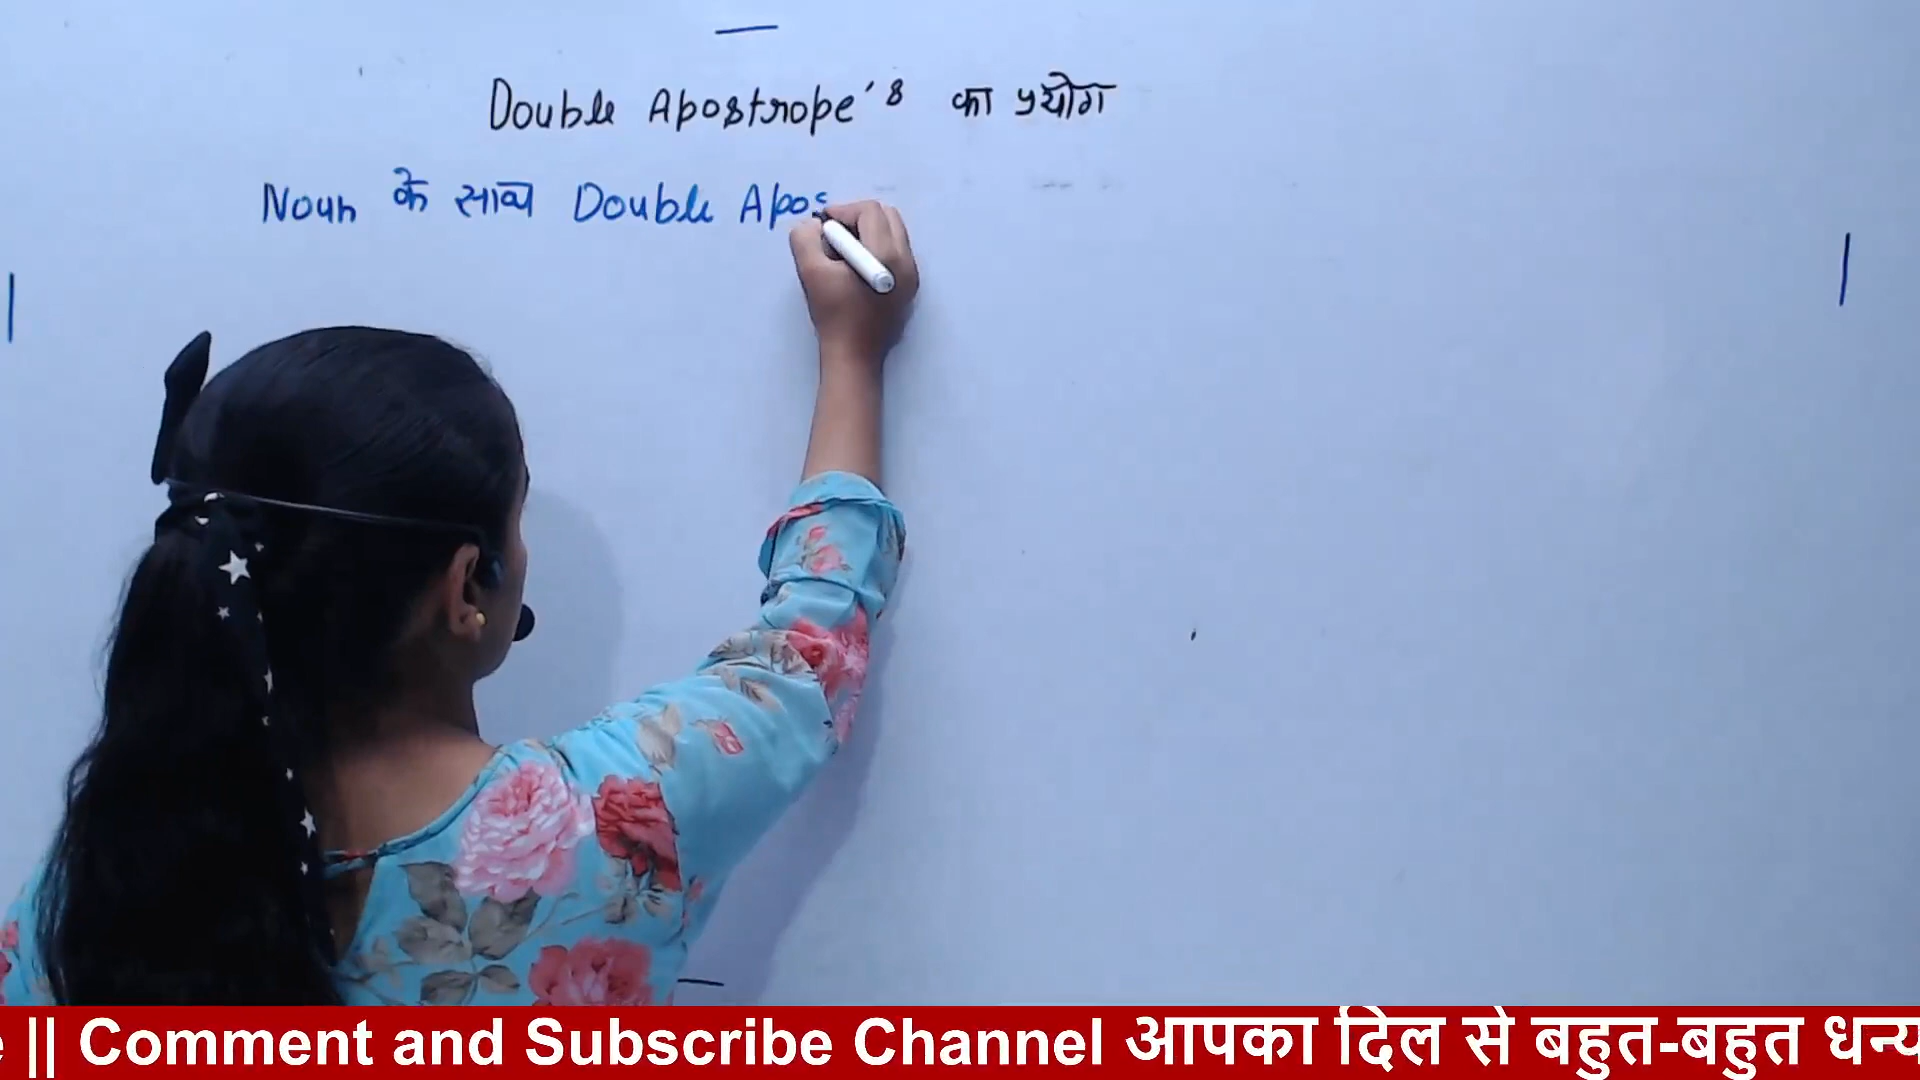 Double Apostrope's का प्रयोग
Noun के साथ Double Apos
e || Comment and Subscribe Channel आपका दिल से बहुत-बहुत धन्य